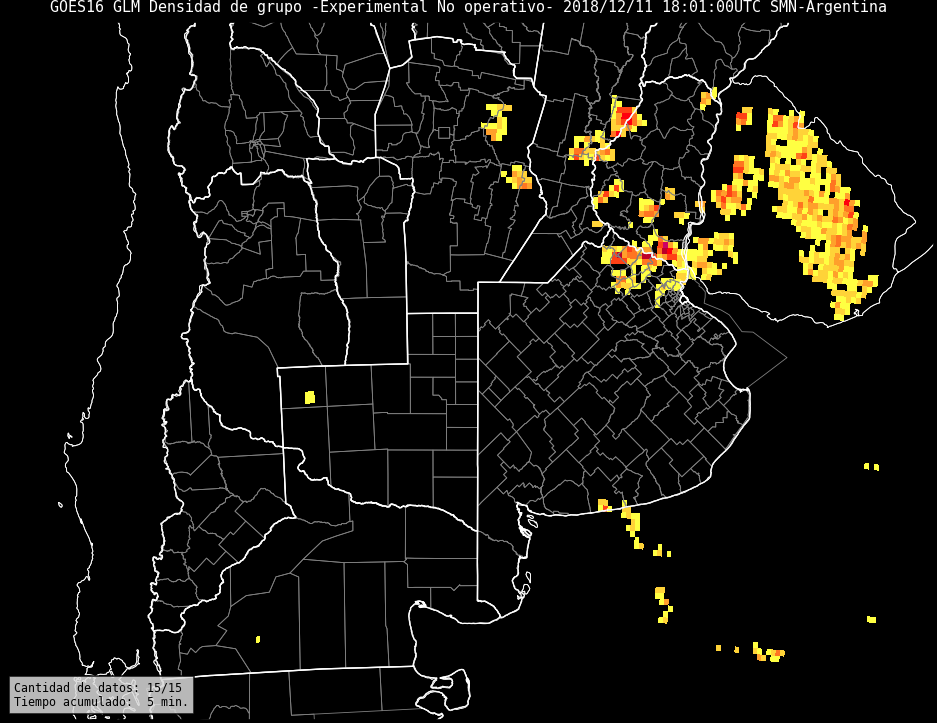 GOES16 GLM Densidad de grupo -Experimental No operativo- 2018/12/11 18:01:00UTC SMN-Argentina
Cantidad de datos: 15/15
Tiempo acumulado:  5 min.